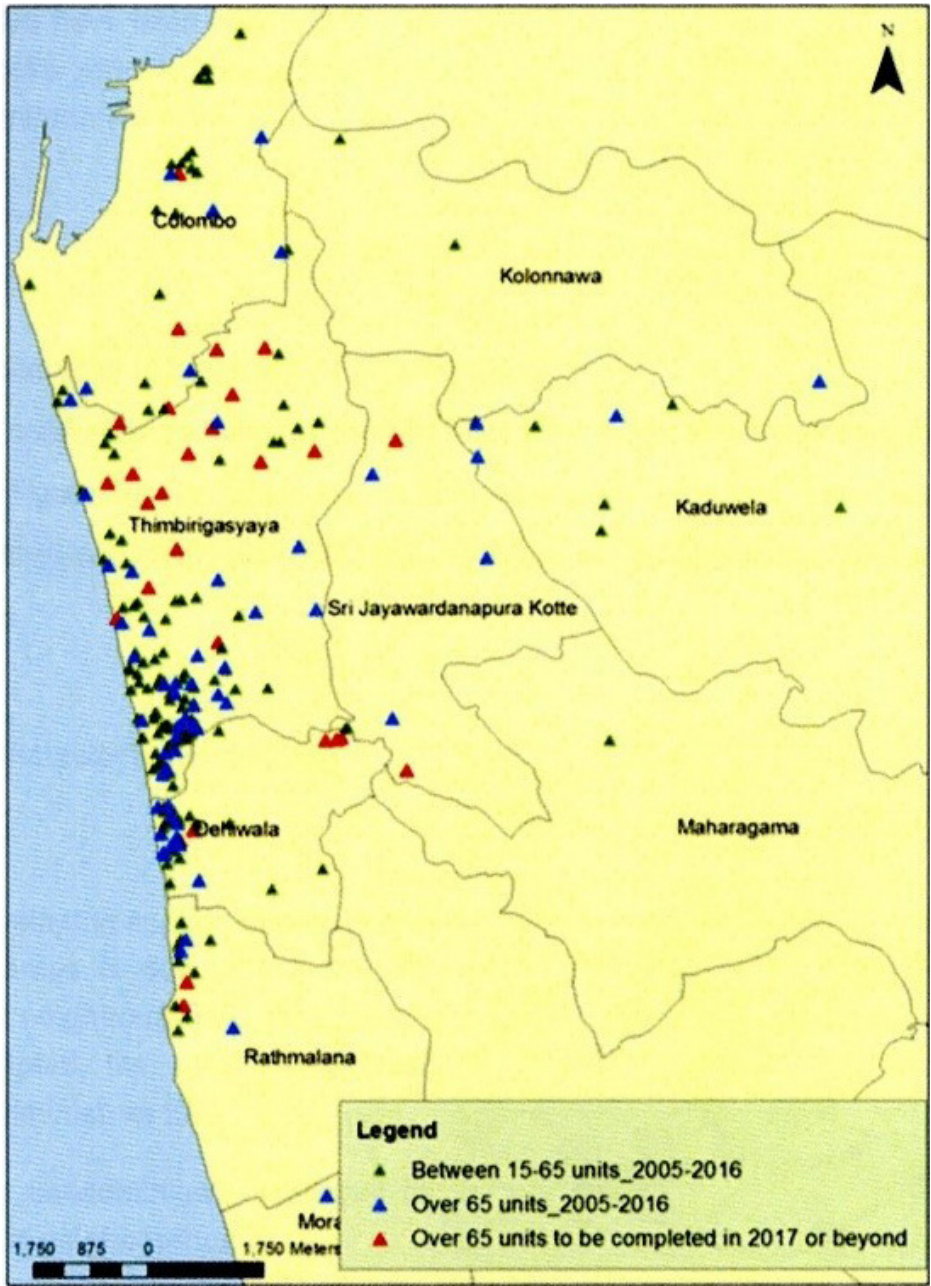 N
Colombo
Kolonnawa
Kaduwela
Thimbirigasyaya
Sri Jayawardanapura Kotte
Dehiwala
Maharagama
Rathmalana
Legend
Between 15-65 units_2005-2016
Over 65 units_2005-2016
Over 65 units to be completed in 2017 or beyond
Mora
1,750 875 0 1,750 Meters